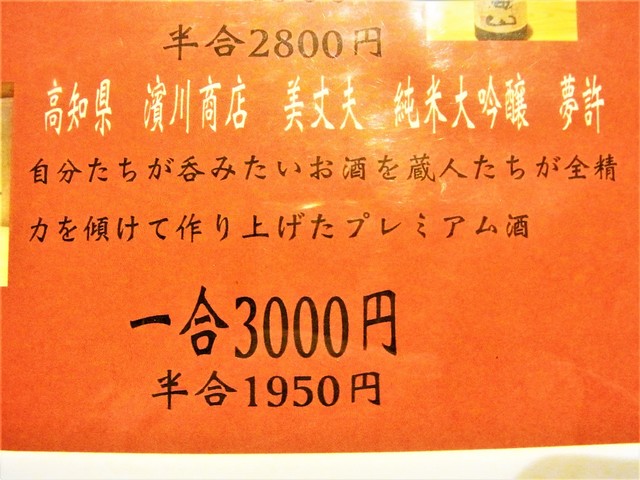 半合2800円
高知県　濱川商店　美丈夫　純米大吟醸　夢許
自分たちが呑みたいお酒を蔵人たちが全精
力を傾けて作り上げたプレミアム酒
一合3000円
半合1950円